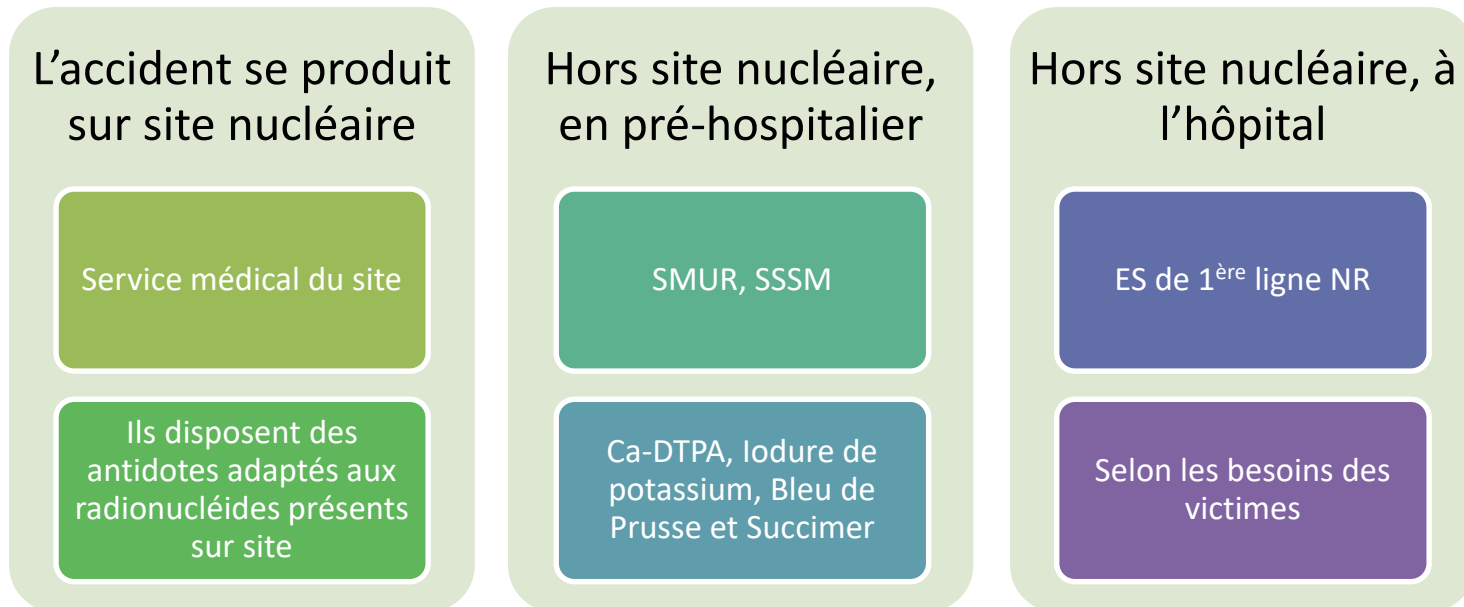 L’accident se produit
sur site nucléaire
Service médical du site
Ils disposent des
antidotes adaptés aux
radionucléides présents
sur site
Hors site nucléaire,
en pré-hospitalier
SMUR, SSSM
Ca-DTPA, Iodure de
potassium, Bleu de
Prusse et Succimer
Hors site nucléaire, à
l’hôpital
ES de 1ère ligne NR
Selon les besoins des
victimes